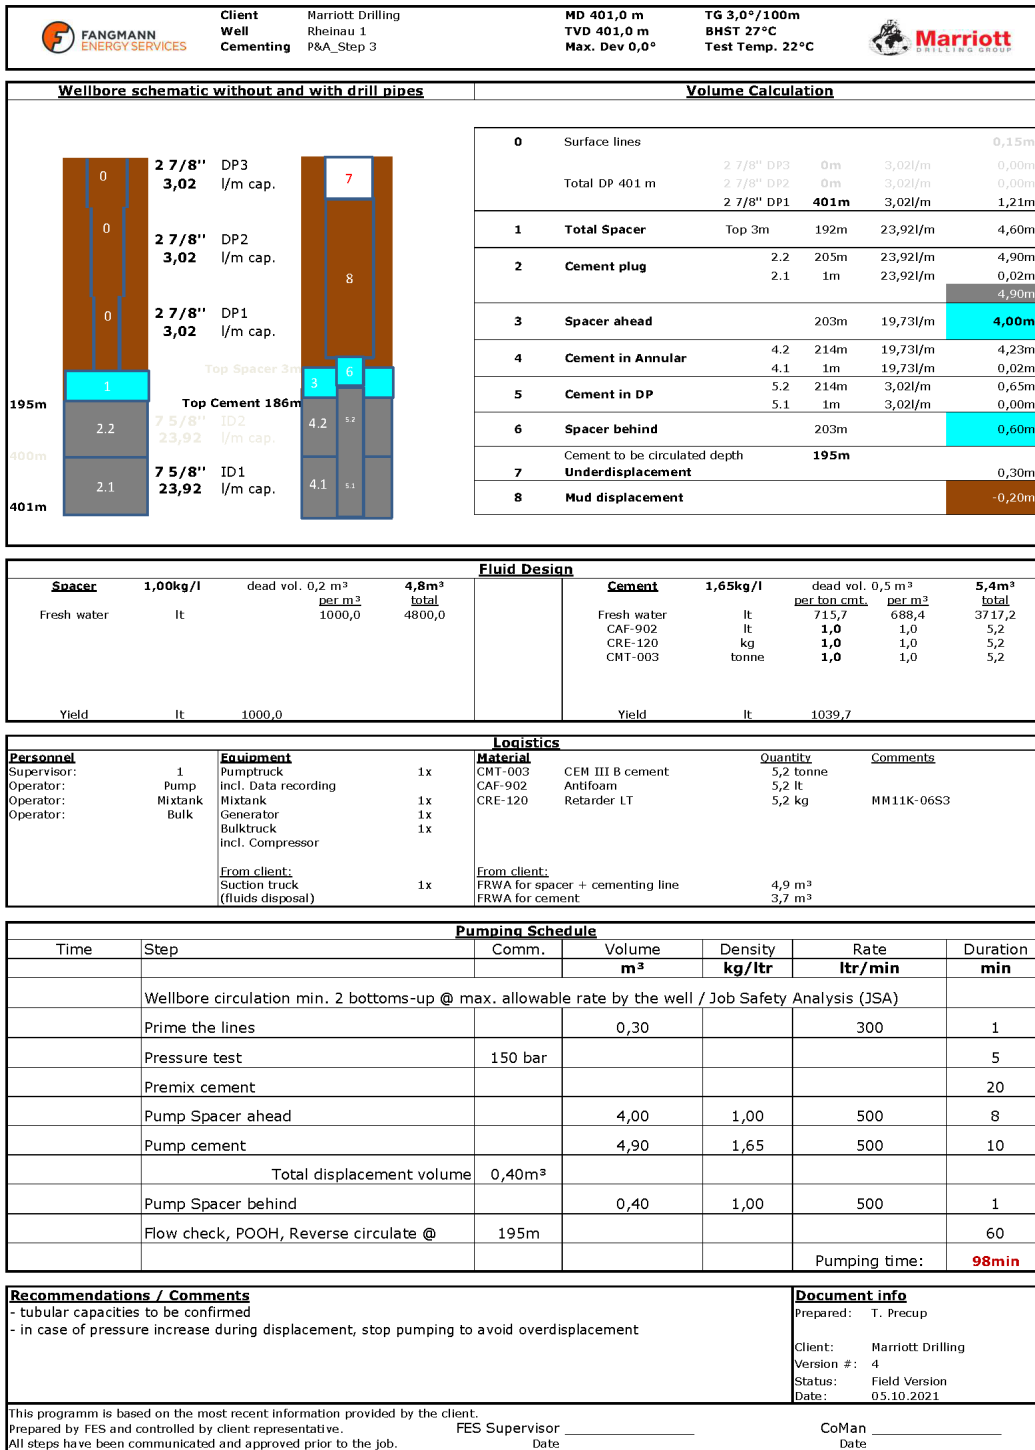 FANGMANN
ENERGY SERVICES
Client Marriott Drilling MD 401,0 m TG 3,0°/100m
Well Rheinau 1 TVD 401,0 m BHST 27°C
Cementing P&A_Step 3 Max. Dev 0,0° Test Temp. 22°C
Marriott
DRILLING GROUP
Wellbore schematic without and with drill pipes Volume Calculation
0 Surface lines 0,15m
2 7/8" DP3 0m 3,02l/m 0,00m
Total DP 401 m 2 7/8" DP2 0m 3,02l/m 0,00m
2 7/8" DP1 401m 3,02l/m 1,21m
1 Total Spacer Top 3m 192m 23,92l/m 4,60m
2 Cement plug 2.2 205m 23,92l/m 4,90m
2.1 1m 23,92l/m 0,02m
4,90m
3 Spacer ahead 203m 19,73l/m 4,00m
4 Cement in Annular 4.2 214m 19,73l/m 4,23m
4.1 1m 19,73l/m 0,02m
5 Cement in DP 5.2 214m 3,02l/m 0,65m
5.1 1m 3,02l/m 0,00m
6 Spacer behind 203m 0,60m
Cement to be circulated depth 195m
7 Underdisplacement 0,30m
8 Mud displacement -0,20m
0 2 7/8'' DP3 7
3,02 l/m cap.
0 2 7/8'' DP2
3,02 l/m cap.
8
0 2 7/8'' DP1
3,02 l/m cap.
Top Spacer 3m 6
1 3
195m Top Cement 186m
2.2 7 5/8'' ID2 4.2 5.2
23,92 l/m cap.
400m
2.1 7 5/8'' ID1 4.1 5.1
23,92 l/m cap.
401m
Fluid Design
Spacer 1,00kg/l dead vol. 0,2 m³ 4,8m³ Cement 1,65kg/l dead vol. 0,5 m³ 5,4m³
per m³ total per ton cmt. per m³ total
Fresh water lt 1000,0 4800,0 Fresh water lt 715,7 688,4 3717,2
CAF-902 lt 1,0 1,0 5,2
CRE-120 kg 1,0 1,0 5,2
CMT-003 tonne 1,0 1,0 5,2
Yield lt 1000,0 Yield lt 1039,7
Logistics
Personnel Equipment Material Quantity Comments
Supervisor: 1 Pumptruck 1x CMT-003 CEM III B cement 5,2 tonne
Operator: Pump incl. Data recording CAF-902 Antifoam 5,2 lt
Operator: Mixtank Mixtank 1x CRE-120 Retarder LT 5,2 kg MM11K-06S3
Operator: Bulk Generator 1x
Bulktruck 1x
incl. Compressor
From client: From client:
Suction truck 1x FRWA for spacer + cementing line 4,9 m³
(fluids disposal) FRWA for cement 3,7 m³
Pumping Schedule
Time Step Comm. Volume Density Rate Duration
m³ kg/ltr ltr/min min
Wellbore circulation min. 2 bottoms-up @ max. allowable rate by the well / Job Safety Analysis (JSA)
Prime the lines 0,30 300 1
Pressure test 150 bar 5
Premix cement 20
Pump Spacer ahead 4,00 1,00 500 8
Pump cement 4,90 1,65 500 10
Total displacement volume 0,40m³
Pump Spacer behind 0,40 1,00 500 1
Flow check, POOH, Reverse circulate @ 195m 60
Pumping time: 98min
Recommendations / Comments Document info
- tubular capacities to be confirmed Prepared: T. Precup
- in case of pressure increase during displacement, stop pumping to avoid overdisplacement
Client: Marriott Drilling
Version #: 4
Status: Field Version
Date: 05.10.2021
This programm is based on the most recent information provided by the client.
Prepared by FES and controlled by client representative. FES Supervisor CoMan
All steps have been communicated and approved prior to the job. Date Date